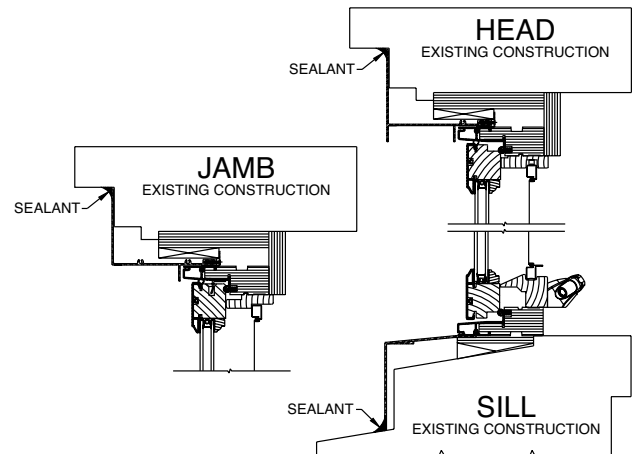 HEAD
EXISTING CONSTRUCTION
SEALANT
JAMB
EXISTING CONSTRUCTION
SEALANT
SEALANT
SILL
EXISTING CONSTRUCTION